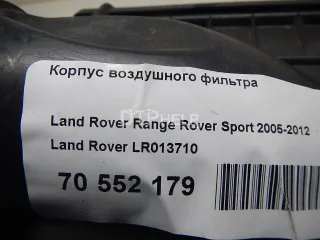 Корпус воздушного фильтра
Land Rover Range Rover Sport 2005-2012
Land Rover LR013710
70 552 179